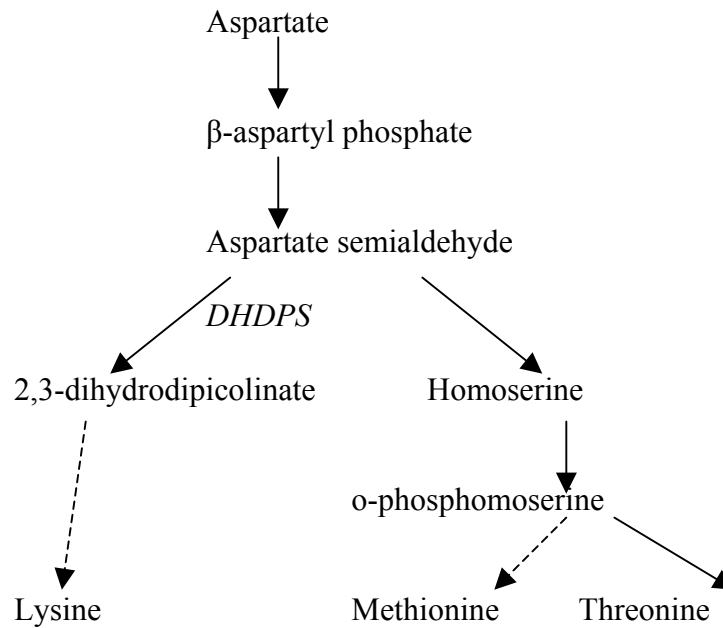 Aspartate
β-aspartyl phosphate
Aspartate semialdehyde
DHDPS
2,3-dihydrodipicolinate Homoserine
o-phosphomoserine
Lysine Methionine Threonine